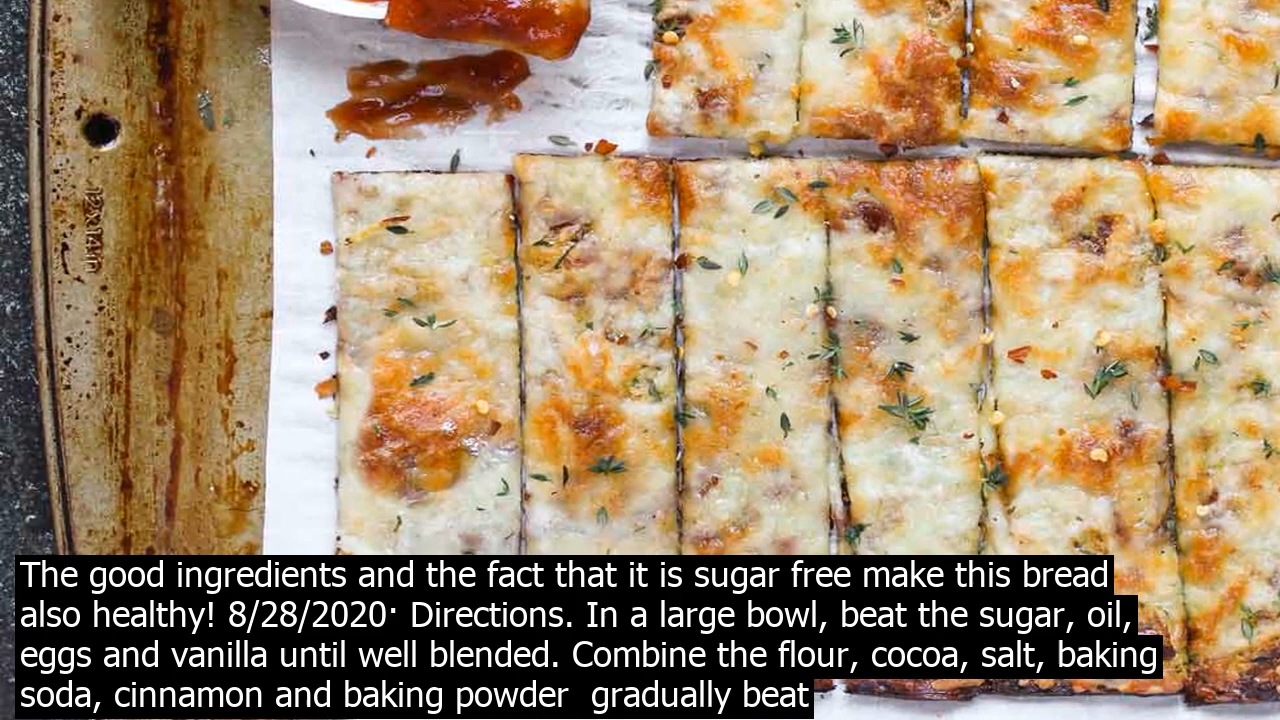 12X14IN
The good ingredients and the fact that it is sugar free make this bread
also healthy! 8/28/2020· Directions. In a large bowl, beat the sugar, oil,
eggs and vanilla until well blended. Combine the flour, cocoa, salt, baking
soda, cinnamon and baking powder  gradually beat